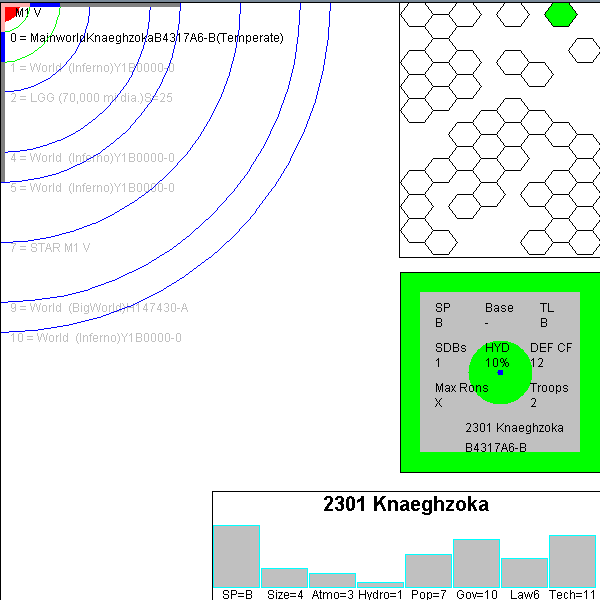 M1 V
0 = MainworldKnaeghzokaB4317A6-B(Temperate)
1 = World (Inferno)Y1B0000-0
2 = LGG (70,000 mi dia.)S=25
4 = World (Inferno)Y1B0000-0
5 = World (Inferno)Y1B0000-0
7 = STAR M1 V
9 = World (BigWorld)H147430-A
10 = World (Inferno)Y1B0000-0
SP Base TL
B - B
SDBs HYD DEF CF
1 10% 12
Max Rons Troops
X 2
2301 Knaeghzoka
B4317A6-B
2301 Knaeghzoka
SP=B Size=4 Atmo=3 Hydro=1 Pop=7 Gov=10 Law6 Tech=11